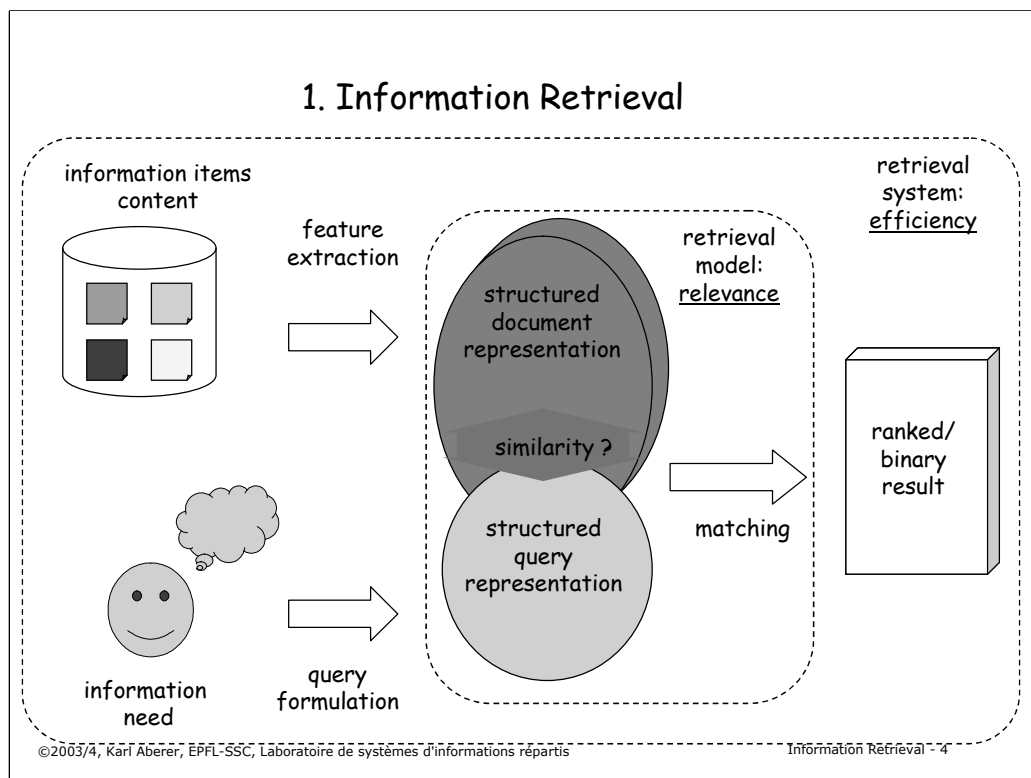 1. Information Retrieval
information items
content
feature
extraction
structured
document
representation
retrieval
model:
relevance
retrieval
system:
efficiency
similarity ?
ranked/
binary
result
matching
structured
query
representation
information
need
query
formulation
©2003/4, Karl Aberer, EPFL-SSC, Laboratoire de systèmes d'informations répartis
Information Retrieval - 4